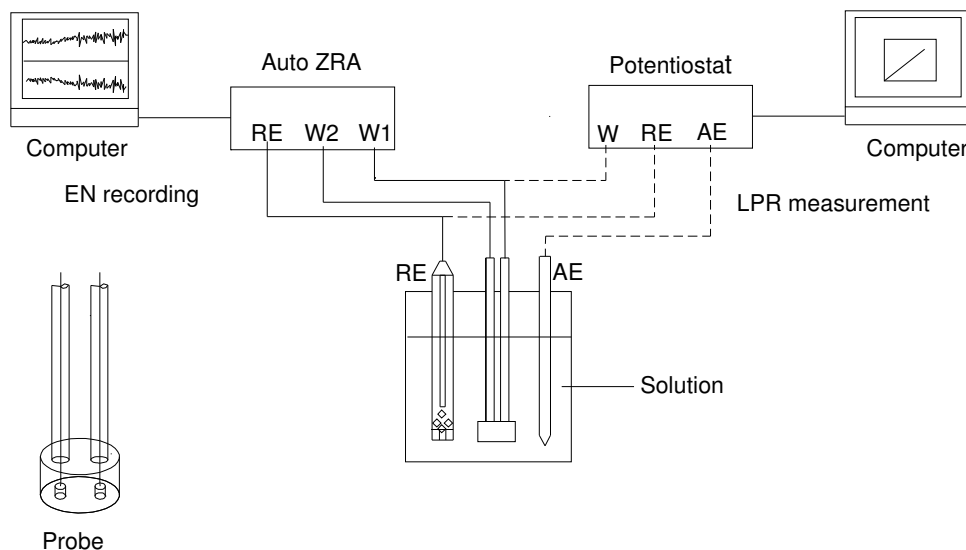 Auto ZRA
Potentiostat
RE W2 W1
W RE AE
Computer
Computer
EN recording
LPR measurement
RE
AE
Solution
Probe